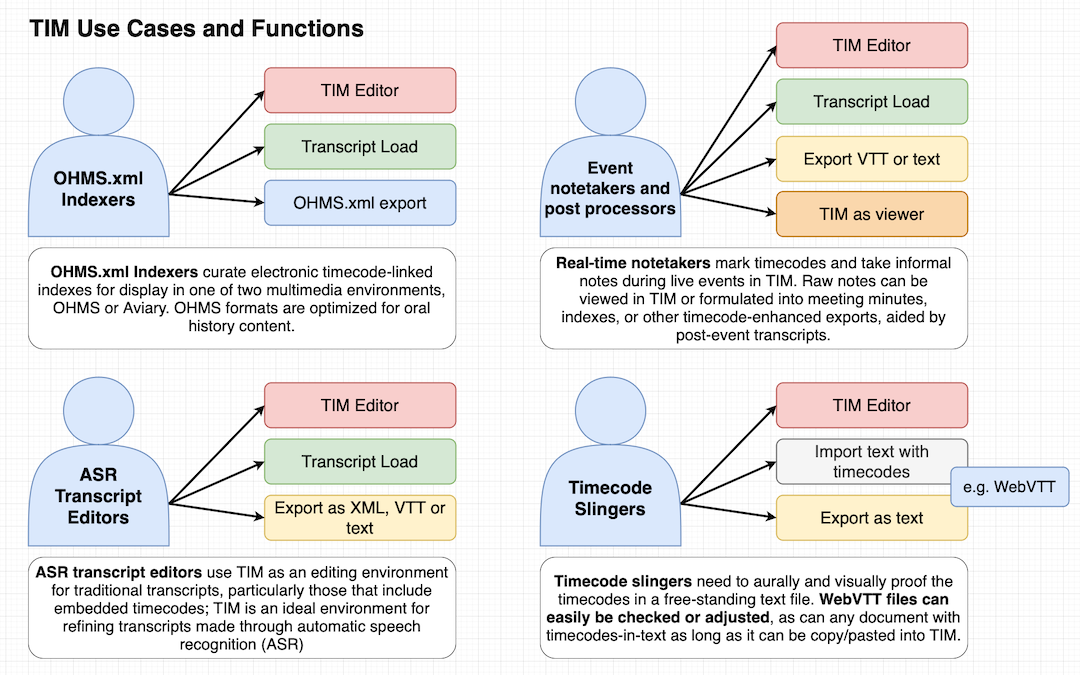 TIM Use Cases and Functions
OHMS.xml
Indexers
TIM Editor
Transcript Load
OHMS.xml export
OHMS.xml Indexers curate electronic timecode-linked
indexes for display in one of two multimedia environments,
OHMS or Aviary. OHMS formats are optimized for oral
history content.
Event
notetakers and
post processors
TIM Editor
Transcript Load
Export VTT or text
TIM as viewer
Real-time notetakers mark timecodes and take informal
notes during live events in TIM. Raw notes can be
viewed in TIM or formulated into meeting minutes,
indexes, or other timecode-enhanced exports, aided by
post-event transcripts.
ASR
Transcript
Editors
TIM Editor
Transcript Load
Export as XML, VTT or
text
ASR transcript editors use TIM as an editing environment
for traditional transcripts, particularly those that include
embedded timecodes; TIM is an ideal environment for
refining transcripts made through automatic speech
recognition (ASR)
Timecode
Slingers
TIM Editor
Import text with
timecodes
e.g. WebVTT
Export as text
Timecode slingers need to aurally and visually proof the
timecodes in a free-standing text file. WebVTT files can
easily be checked or adjusted, as can any document with
timecodes-in-text as long as it can be copy/pasted into TIM.